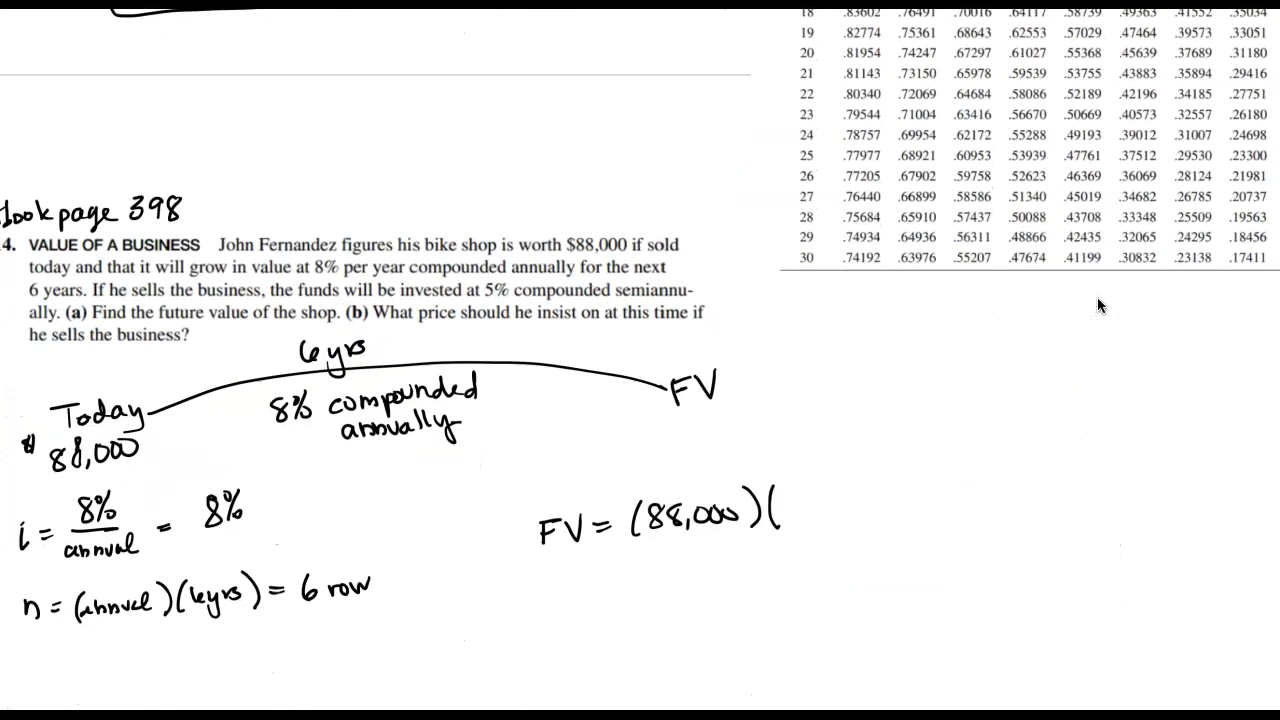 18 .83602 .76491 .70016 .64117 .58739 .49363 .41552 .35034
19 .82774 .75361 .68643 .62553 .57029 .47464 .39573 .33051
20 .81954 .74247 .67297 .61027 .55368 .45639 .37689 .31180
21 .81143 .73150 .65978 .59539 .53755 .43883 .35894 .29416
22 .80340 .72069 .64684 .58086 .52189 .42196 .34185 .27751
23 .79544 .71004 .63416 .56670 .50669 .40573 .32557 .26180
24 .78757 .69954 .62172 .55288 .49193 .39012 .31007 .24698
25 .77977 .68921 .60953 .53939 .47761 .37512 .29530 .23300
26 .77205 .67902 .59758 .52623 .46369 .36069 .28124 .21981
27 .76440 .66899 .58586 .51340 .45019 .34682 .26785 .20737
28 .75684 .65910 .57437 .50088 .43708 .33348 .25509 .19563
29 .74934 .64936 .56311 .48866 .42435 .32065 .24295 .18456
30 .74192 .63976 .55207 .47674 .41199 .30832 .23138 .17411
page 398
4. VALUE OF A BUSINESS John Fernandez figures his bike shop is worth $88,000 if sold
today and that it will grow in value at 8% per year compounded annually for the next
6 years. If he sells the business, the funds will be invested at 5% compounded semiannu-
ally. (a) Find the future value of the shop. (b) What price should he insist on at this time if
he sells the business?
6 yrs
Today 8% compounded FV
annually
$ 88,000
i = 8% / annual = 8%
FV = (88,000)(
n = (annual)(6yrs) = 6 row